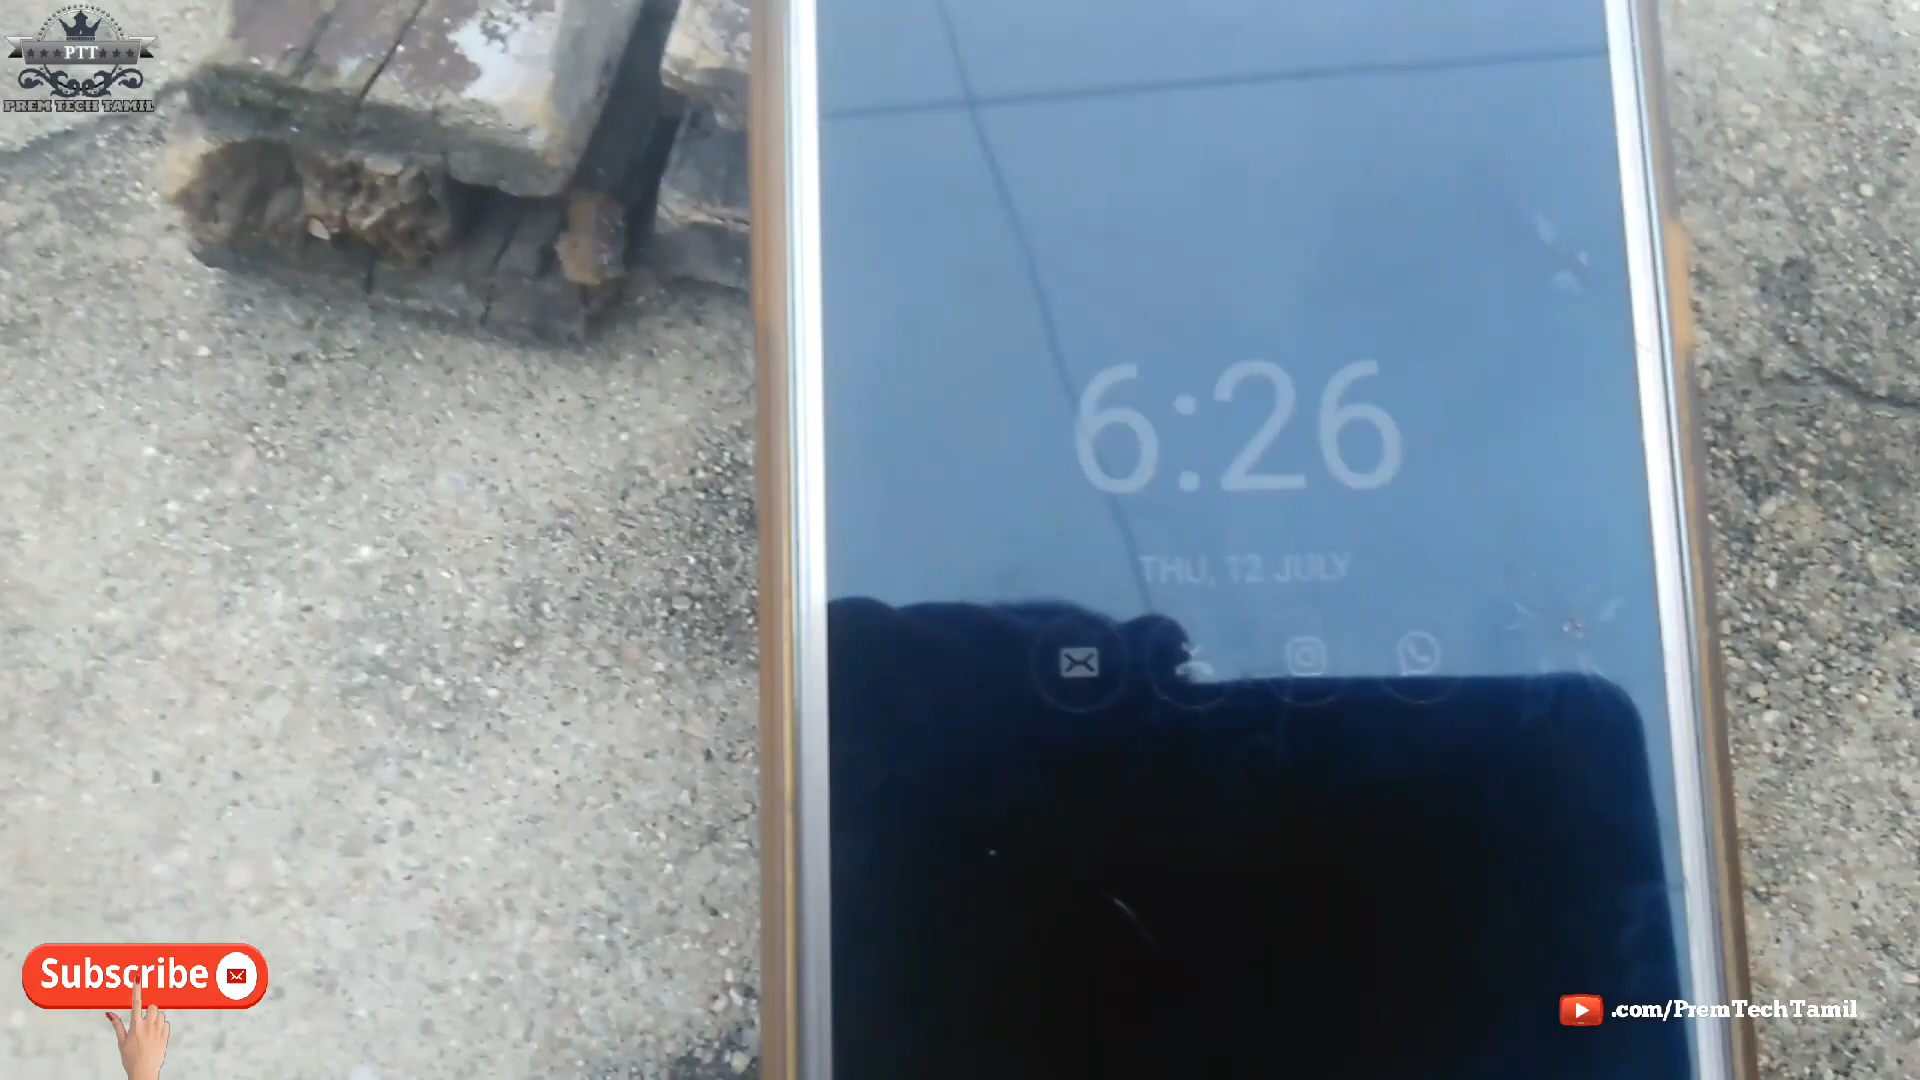 PTT
PREM TECH TAMIL
6:26
THU, 12 JULY
Subscribe
.com/PremTechTamil